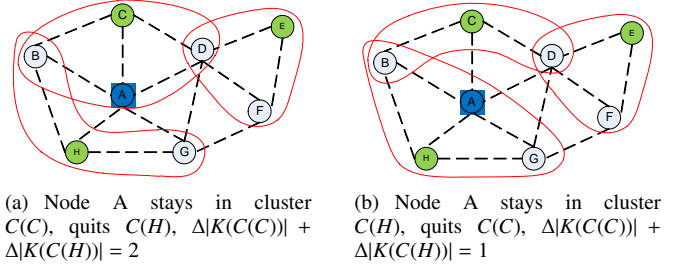 C
E
B
D
A
F
H
G
C
E
B
D
A
F
H
G
(a) Node A stays in cluster
C(C), quits C(H), Δ|K(C(C))| +
Δ|K(C(H))| = 2
(b) Node A stays in cluster
C(H), quits C(C), Δ|K(C(C))| +
Δ|K(C(H))| = 1